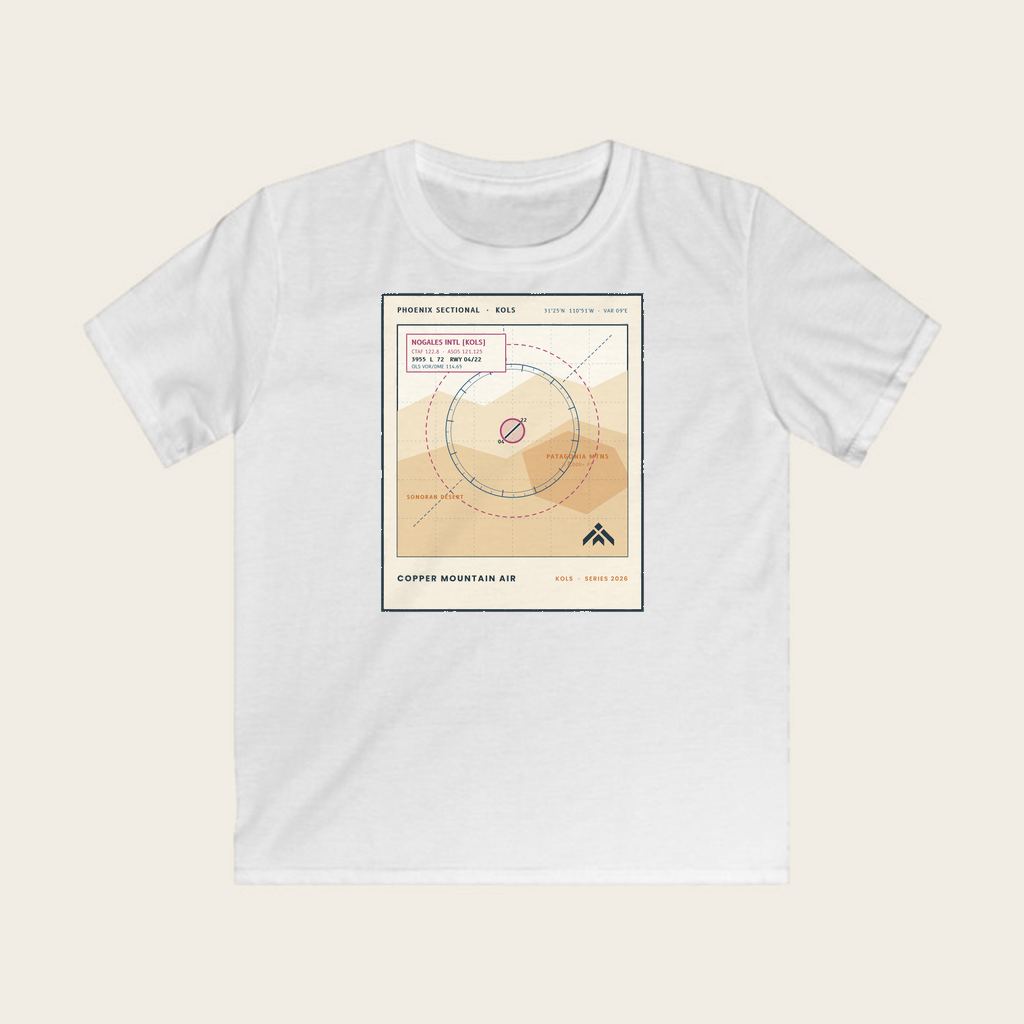 PHOENIX SECTIONAL · KOLS
31°25'N 110°51'W · VAR 09°E
NOGALES INTL [KOLS]
CTAF 122.8 · ASOS 121.125
3955 L 72 RWY 04/22
OLS VOR/DME 114.65
22
04
PATAGONIA MTNS
SONORAN DESERT
COPPER MOUNTAIN AIR
KOLS · SERIES 2026